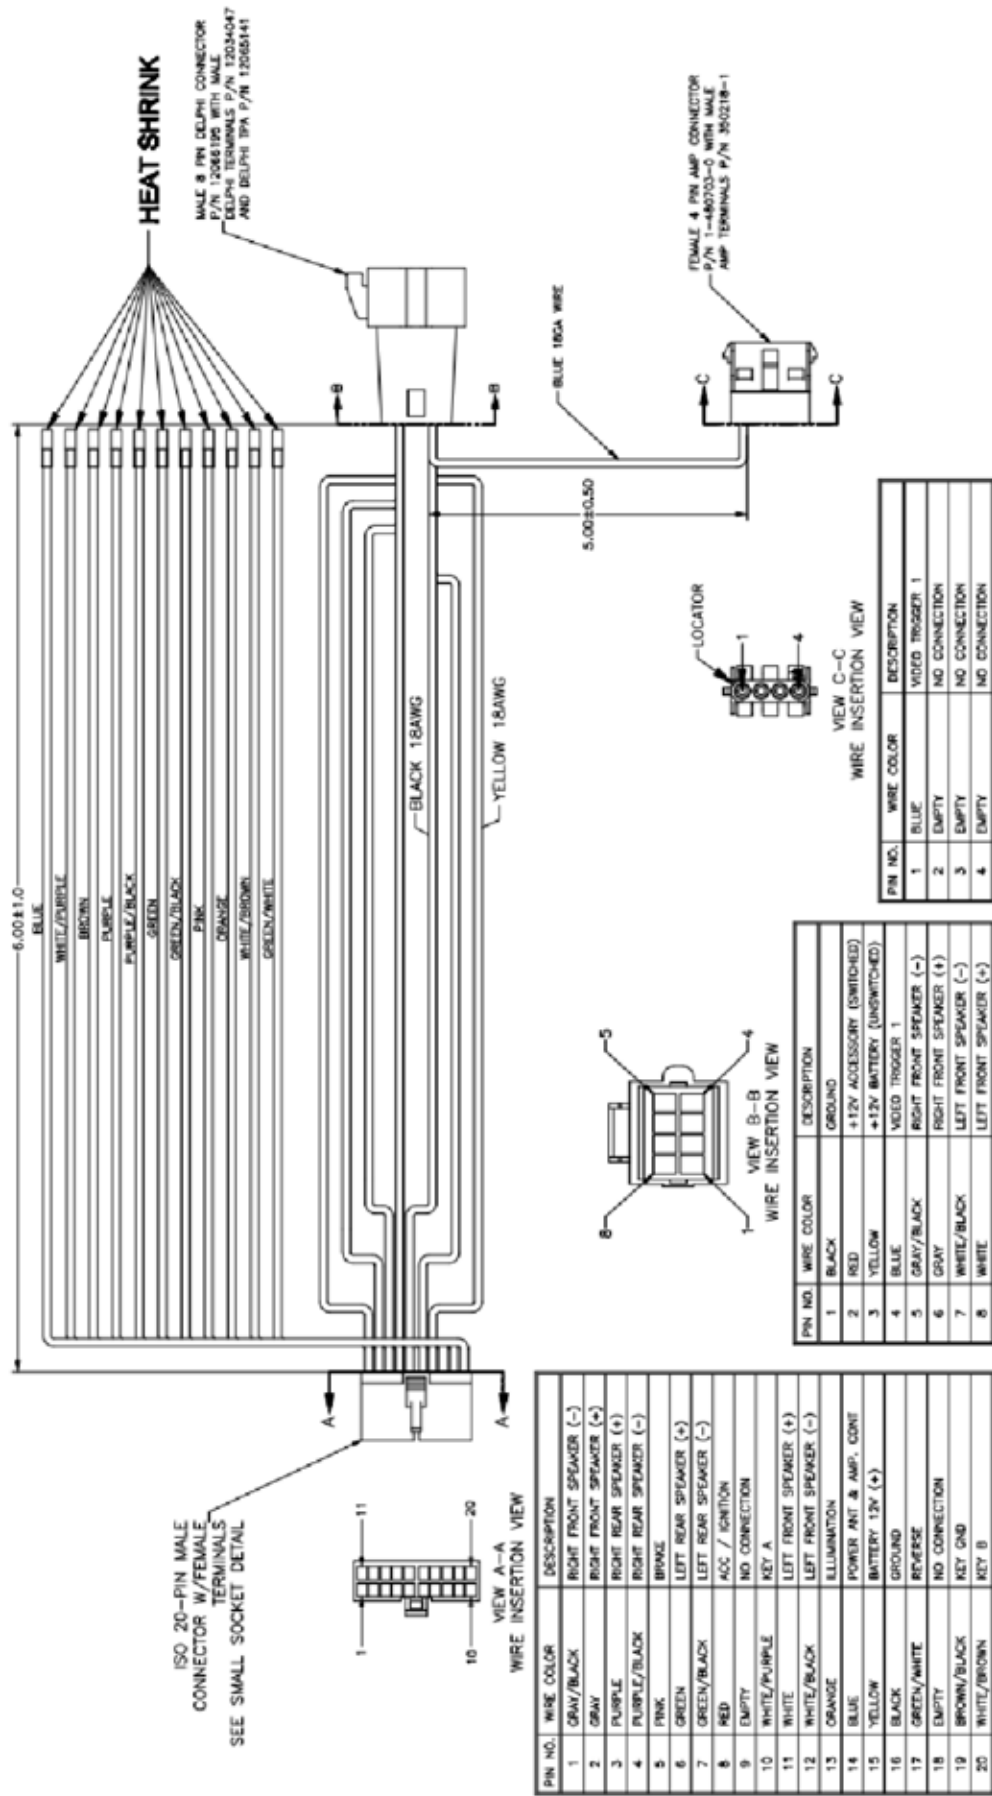 6.00±1.0
BLUE
WHITE/PURPLE
BROWN
PURPLE
PURPLE/BLACK
GREEN
GREEN/BLACK
PINK
ORANGE
WHITE/BROWN
GREEN/WHITE
HEAT SHRINK
MALE 8 PIN DELPHI CONNECTOR
P/N 12066196 WITH MALE
DELPHI TERMINALS P/N 12034047
AND DELPHI TPA P/N 12065141
ISO 20-PIN MALE
CONNECTOR W/FEMALE
TERMINALS
SEE SMALL SOCKET DETAIL
A
A
B
B
BLACK 18AWG
YELLOW 18AWG
BLUE 18GA WIRE
5.00±0.50
C
C
FEMALE 4 PIN AMP CONNECTOR
P/N 1-480703-0 WITH MALE
AMP TERMINALS P/N 350218-1
1
11
10
20
VIEW A-A
WIRE INSERTION VIEW
8
5
1
4
VIEW B-B
WIRE INSERTION VIEW
LOCATOR
1
4
VIEW C-C
WIRE INSERTION VIEW
PIN NO. WIRE COLOR DESCRIPTION
1 GRAY/BLACK RIGHT FRONT SPEAKER (-)
2 GRAY RIGHT FRONT SPEAKER (+)
3 PURPLE RIGHT REAR SPEAKER (+)
4 PURPLE/BLACK RIGHT REAR SPEAKER (-)
5 PINK BRAKE
6 GREEN LEFT REAR SPEAKER (+)
7 GREEN/BLACK LEFT REAR SPEAKER (-)
8 RED ACC / IGNITION
9 EMPTY NO CONNECTION
10 WHITE/PURPLE KEY A
11 WHITE LEFT FRONT SPEAKER (+)
12 WHITE/BLACK LEFT FRONT SPEAKER (-)
13 ORANGE ILLUMINATION
14 BLUE POWER ANT & AMP. CONT
15 YELLOW BATTERY 12V (+)
16 BLACK GROUND
17 GREEN/WHITE REVERSE
18 EMPTY NO CONNECTION
19 BROWN/BLACK KEY GND
20 WHITE/BROWN KEY B
PIN NO. WIRE COLOR DESCRIPTION
1 BLACK GROUND
2 RED +12V ACCESSORY (SWITCHED)
3 YELLOW +12V BATTERY (UNSWITCHED)
4 BLUE VIDEO TRIGGER 1
5 GRAY/BLACK RIGHT FRONT SPEAKER (-)
6 GRAY RIGHT FRONT SPEAKER (+)
7 WHITE/BLACK LEFT FRONT SPEAKER (-)
8 WHITE LEFT FRONT SPEAKER (+)
PIN NO. WIRE COLOR DESCRIPTION
1 BLUE VIDEO TRIGGER 1
2 EMPTY NO CONNECTION
3 EMPTY NO CONNECTION
4 EMPTY NO CONNECTION